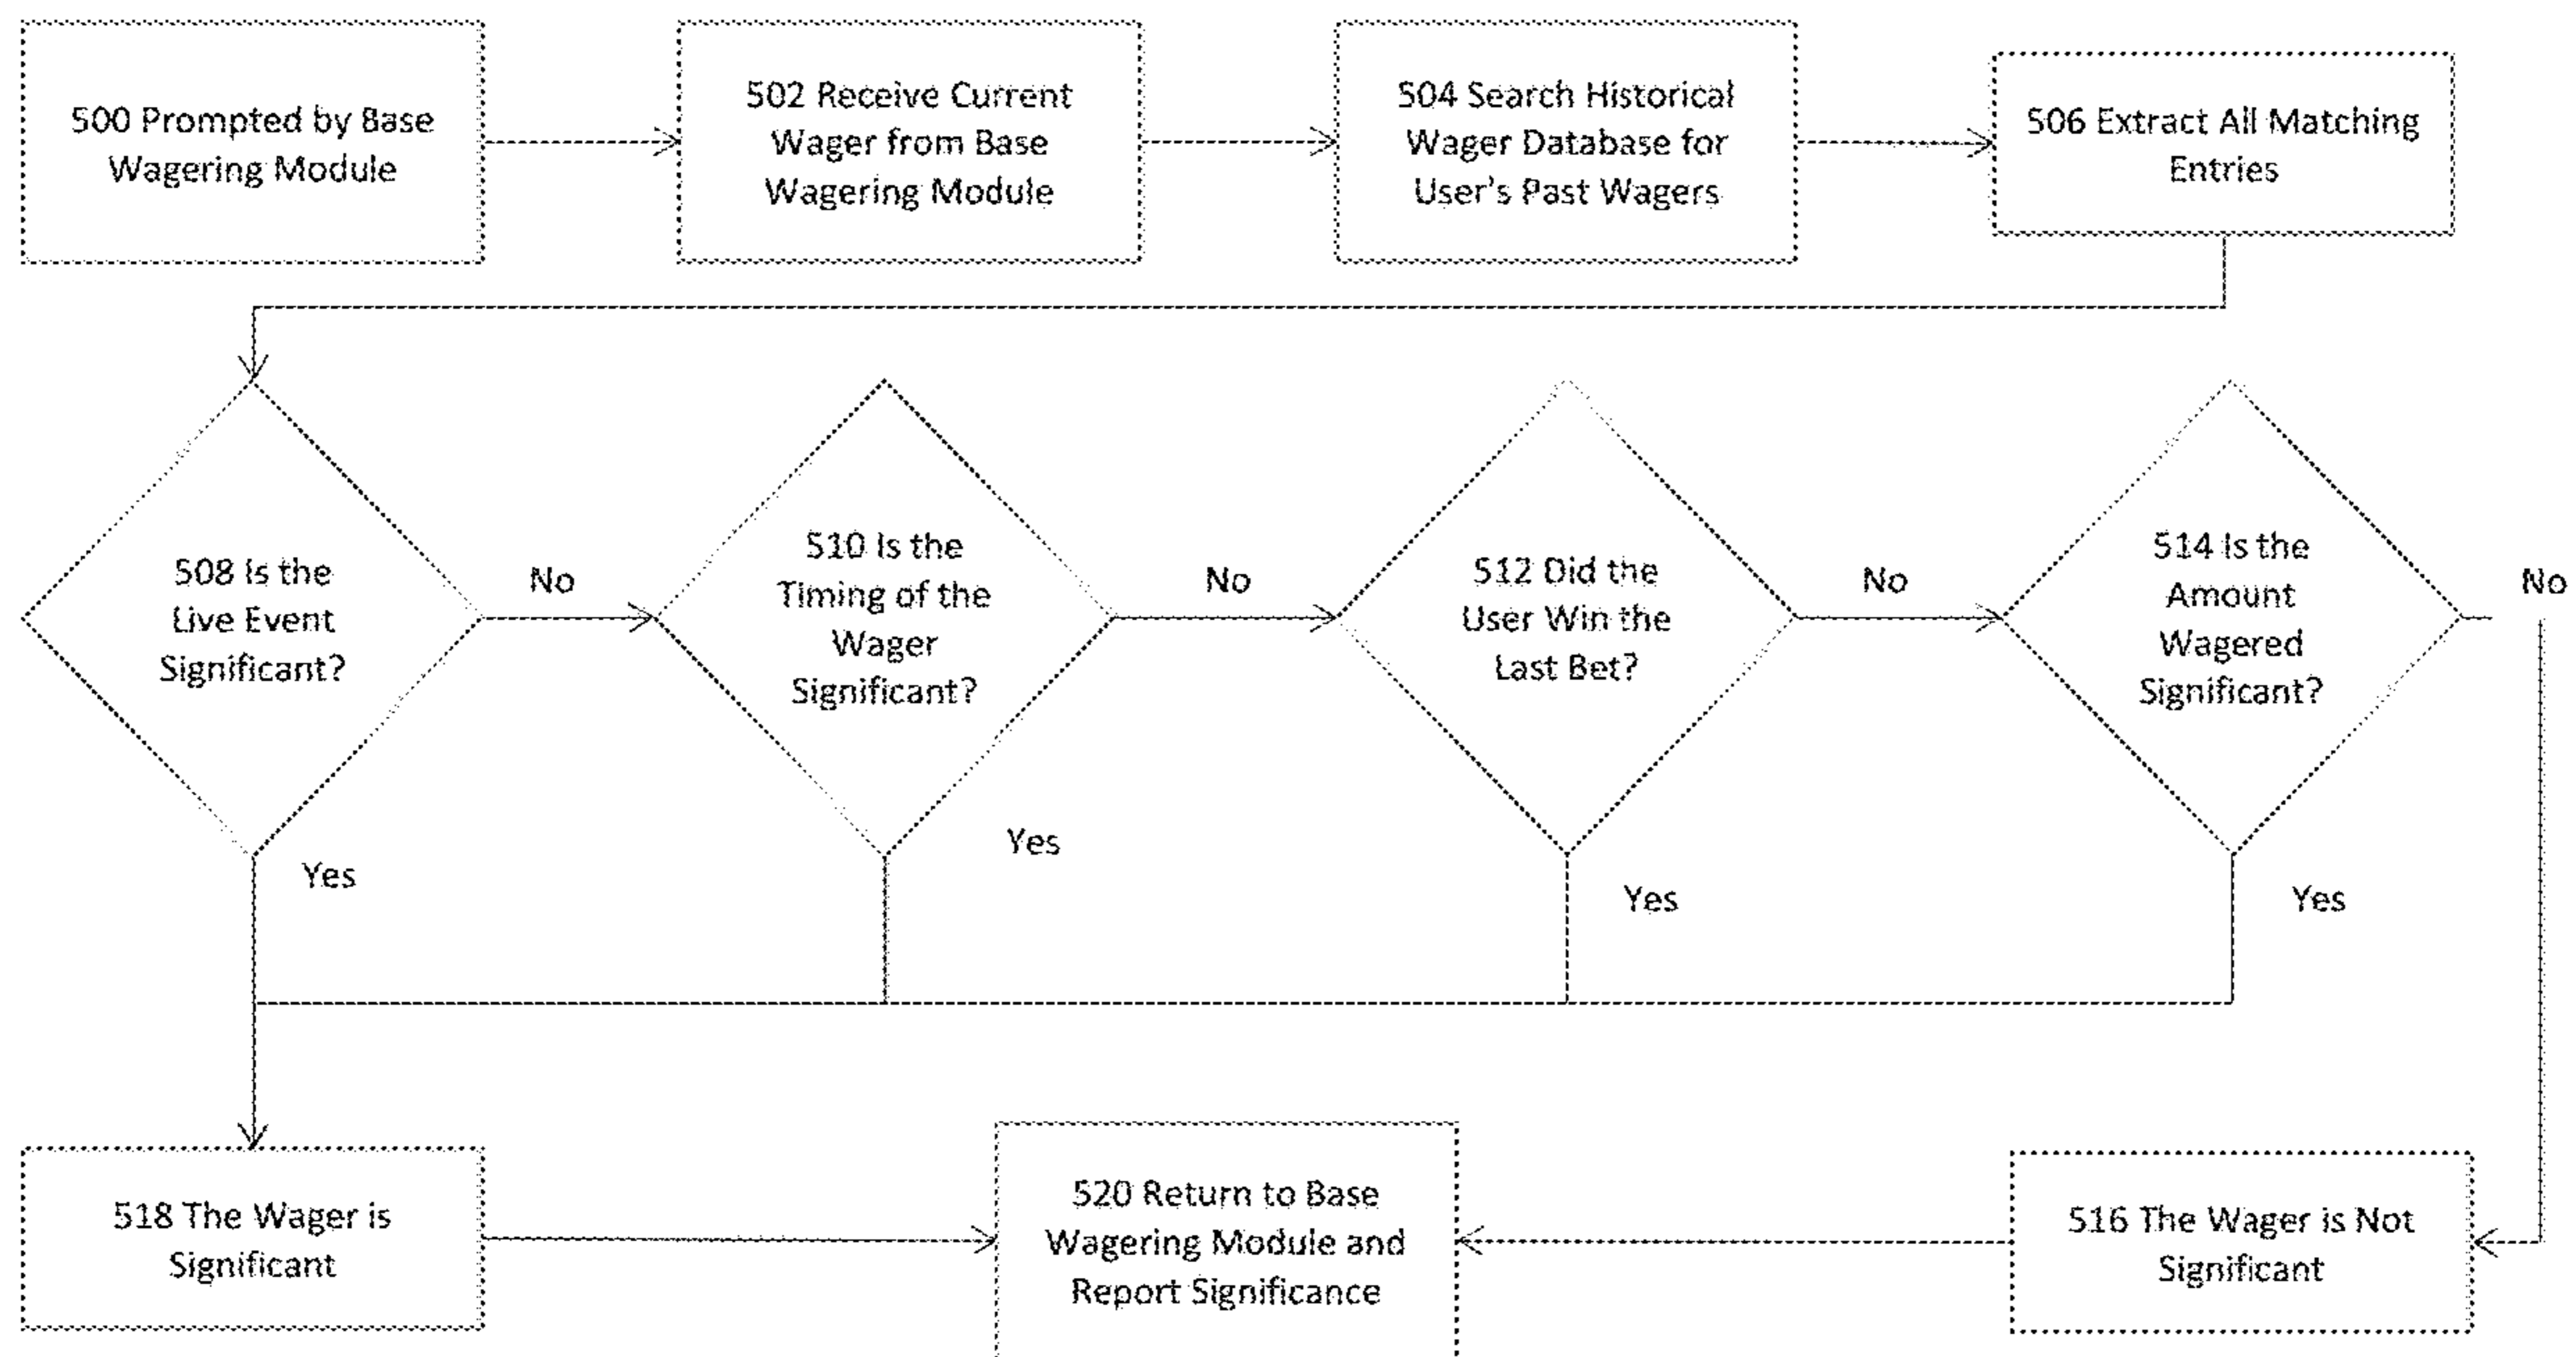 500 Prompted by Base
Wagering Module
502 Receive Current
Wager from Base
Wagering Module
504 Search Historical
Wager Database for
User's Past Wagers
506 Extract All Matching
Entries
508 Is the
Live Event
Significant?
No
510 Is the
Timing of the
Wager
Significant?
No
512 Did the
User Win the
Last Bet?
No
514 Is the
Amount
Wagered
Significant?
No
Yes
Yes
Yes
Yes
518 The Wager is
Significant
520 Return to Base
Wagering Module and
Report Significance
516 The Wager is Not
Significant